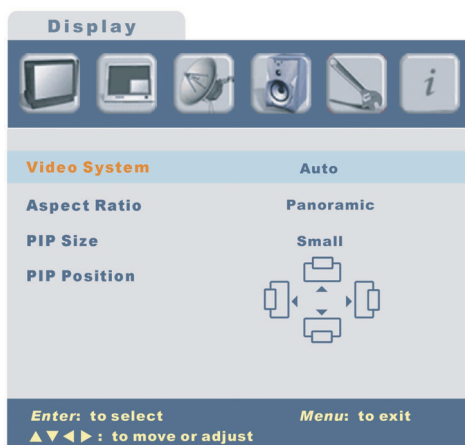 Display
i
Video System Auto
Aspect Ratio Panoramic
PIP Size Small
PIP Position
Enter: to select Menu: to exit
▲▼◀▶: to move or adjust